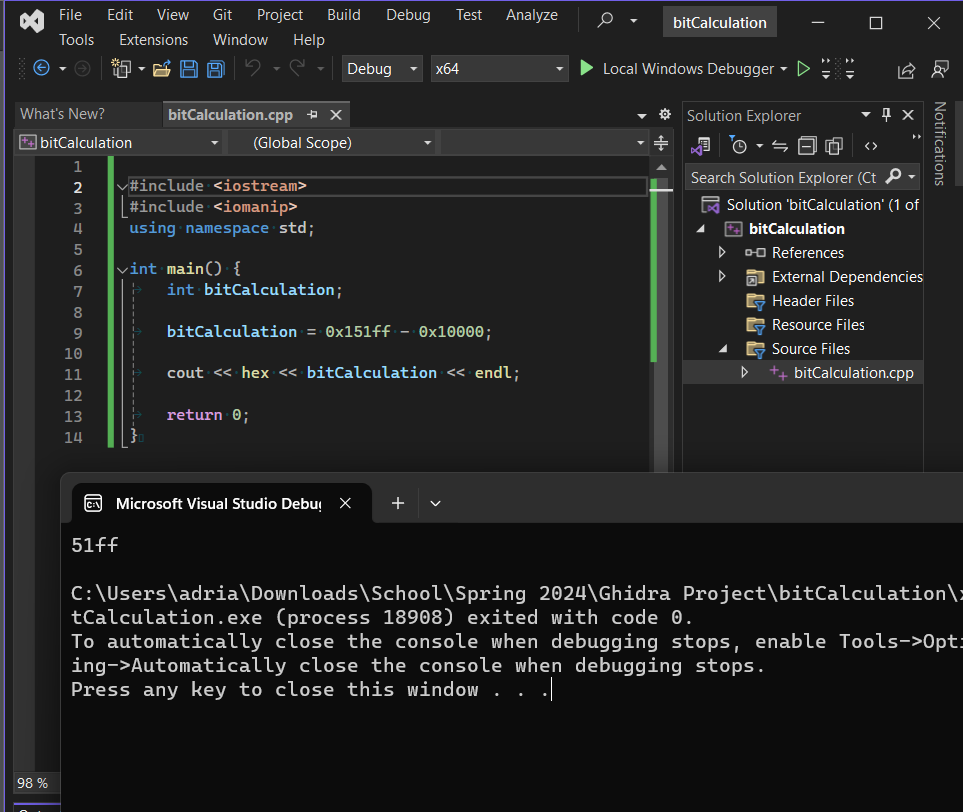 File Edit View Git Project Build Debug Test Analyze bitCalculation
Tools Extensions Window Help
Debug x64 Local Windows Debugger
What's New? bitCalculation.cpp
bitCalculation (Global Scope)
1
2 #include <iostream>
3 #include <iomanip>
4 using namespace std;
5
6 int main() {
7 int bitCalculation;
8
9 bitCalculation = 0x151ff - 0x10000;
10
11 cout << hex << bitCalculation << endl;
12
13 return 0;
14 }
98 %
Solution Explorer
Search Solution Explorer (Ct
Solution 'bitCalculation' (1 of
bitCalculation
References
External Dependencies
Header Files
Resource Files
Source Files
bitCalculation.cpp
Notifications
Microsoft Visual Studio Debu
51ff
C:\Users\adria\Downloads\School\Spring 2024\Ghidra Project\bitCalculation\
tCalculation.exe (process 18908) exited with code 0.
To automatically close the console when debugging stops, enable Tools->Opti
ing->Automatically close the console when debugging stops.
Press any key to close this window . . .